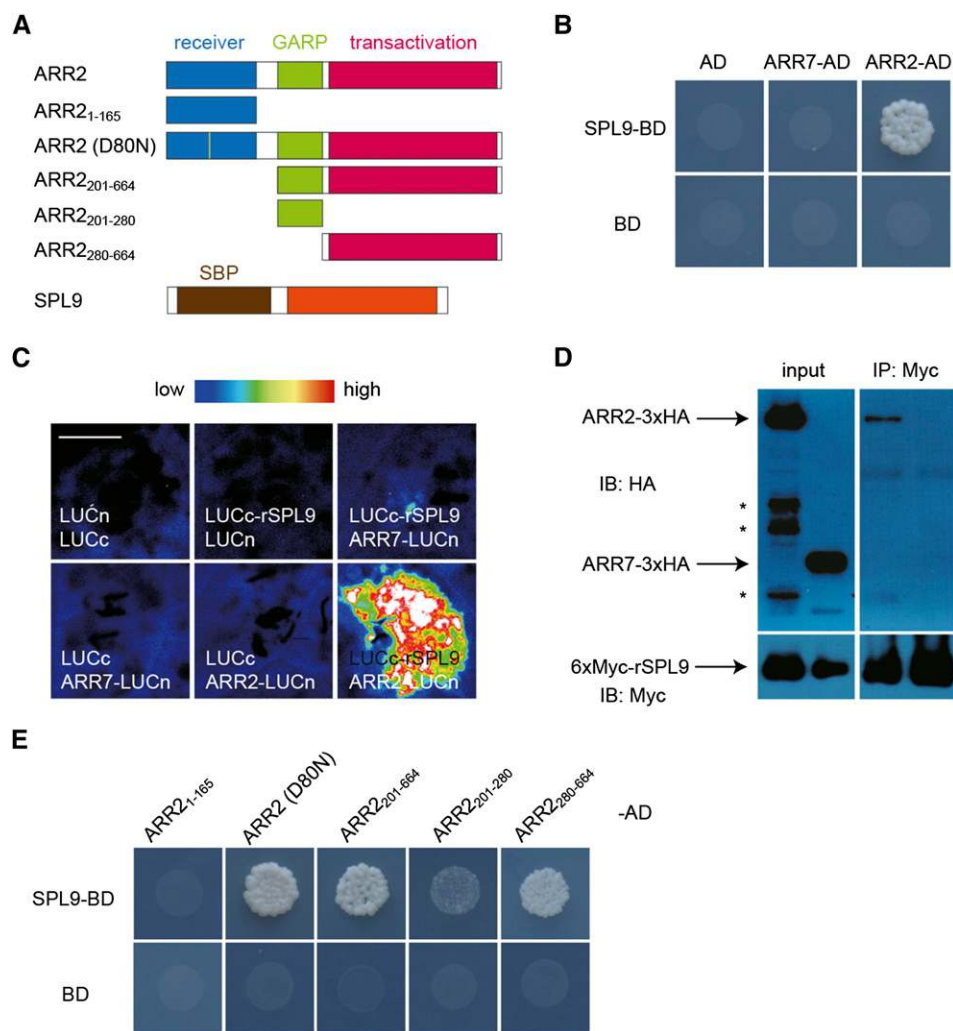 A
receiver GARP transactivation
ARR2
ARR2₁₋₁₆₅
ARR2 (D80N)
ARR2₂₀₁₋₆₆₄
ARR2₂₀₁₋₂₈₀
ARR2₂₈₀₋₆₆₄
SBP
SPL9
B
AD ARR7-AD ARR2-AD
SPL9-BD
BD
C
low high
LUCn
LUCc
LUCc-rSPL9
LUCn
LUCc-rSPL9
ARR7-LUCn
LUCc
ARR7-LUCn
LUCc
ARR2-LUCn
LUCc-rSPL9
ARR2-LUCn
D
input IP: Myc
ARR2-3xHA
IB: HA
*
*
ARR7-3xHA
*
6xMyc-rSPL9
IB: Myc
E
ARR2₁₋₁₆₅ ARR2 (D80N) ARR2₂₀₁₋₆₆₄ ARR2₂₀₁₋₂₈₀ ARR2₂₈₀₋₆₆₄ -AD
SPL9-BD
BD